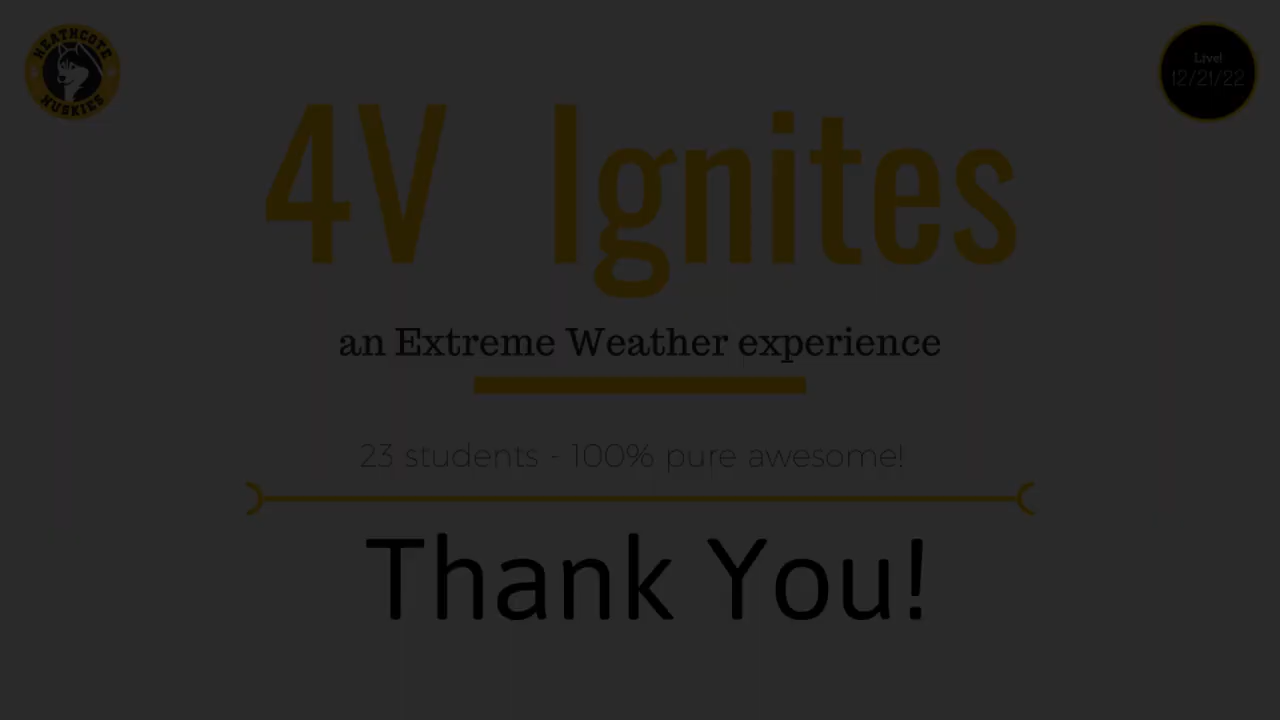 HEATHCOTE
HUSKIES
Live!
12/21/22
4V Ignites
an Extreme Weather experience
23 students - 100% pure awesome!
Thank You!